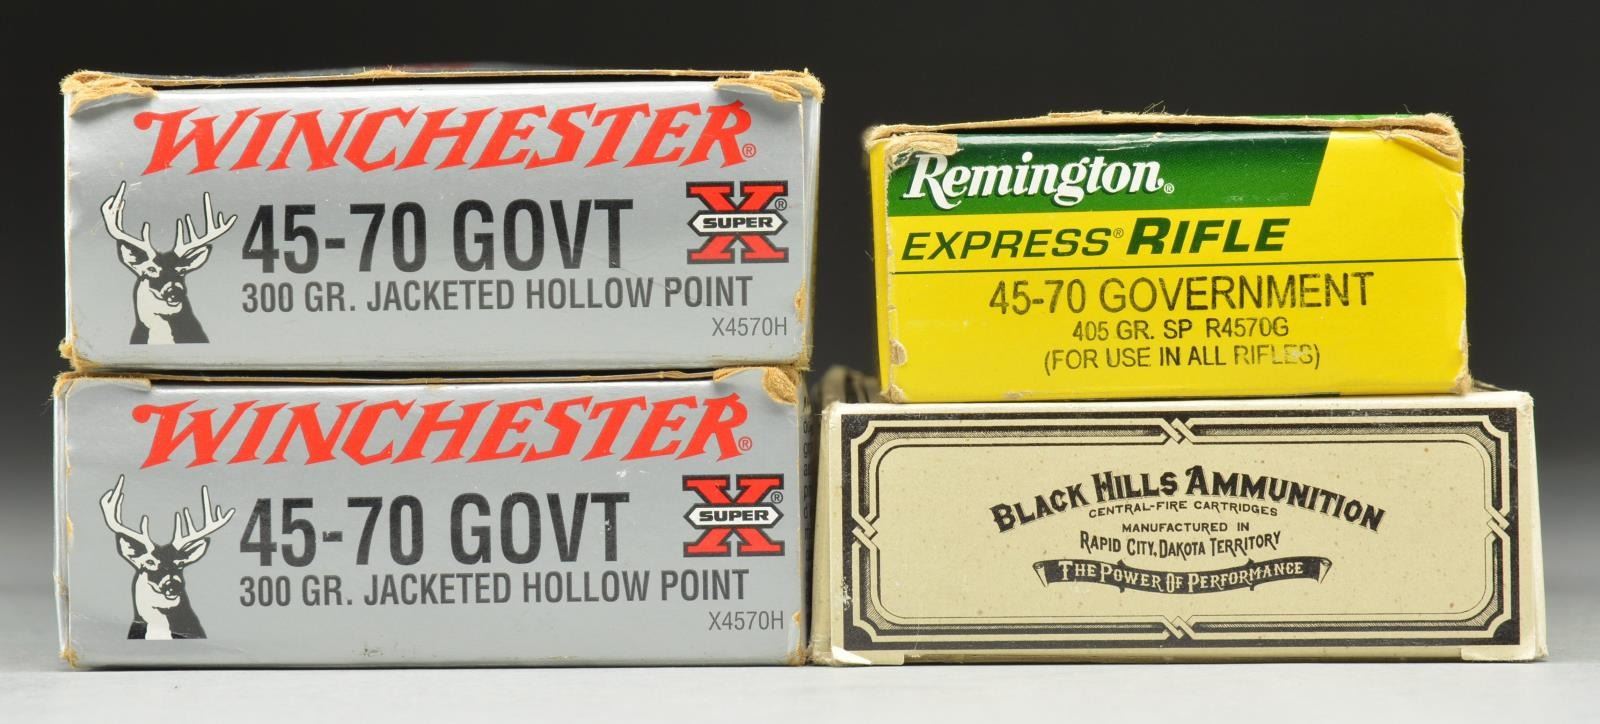 WINCHESTER®
45-70 GOVT
SUPER X®
300 GR. JACKETED HOLLOW POINT
X4570H
WINCHESTER®
45-70 GOVT
SUPER X®
300 GR. JACKETED HOLLOW POINT
X4570H
Remington®
EXPRESS® RIFLE
45-70 GOVERNMENT
405 GR. SP R4570G
(FOR USE IN ALL RIFLES)
BLACK HILLS AMMUNITION
CENTRAL-FIRE CARTRIDGES
MANUFACTURED IN
RAPID CITY, DAKOTA TERRITORY
THE POWER OF PERFORMANCE